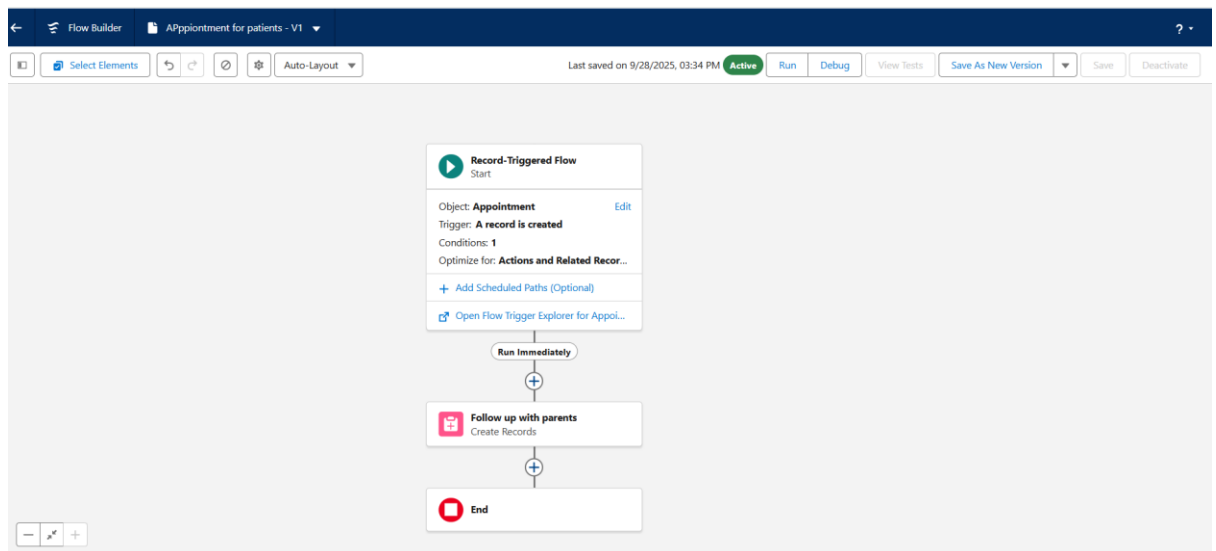 Flow Builder
APppiontment for patients - V1
?
Select Elements
Auto-Layout
Last saved on 9/28/2025, 03:34 PM
Active
Run
Debug
View Tests
Save As New Version
Save
Deactivate
Record-Triggered Flow
Start
Object: Appointment
Edit
Trigger: A record is created
Conditions: 1
Optimize for: Actions and Related Recor...
+ Add Scheduled Paths (Optional)
Open Flow Trigger Explorer for Appoi...
Run Immediately
Follow up with parents
Create Records
End